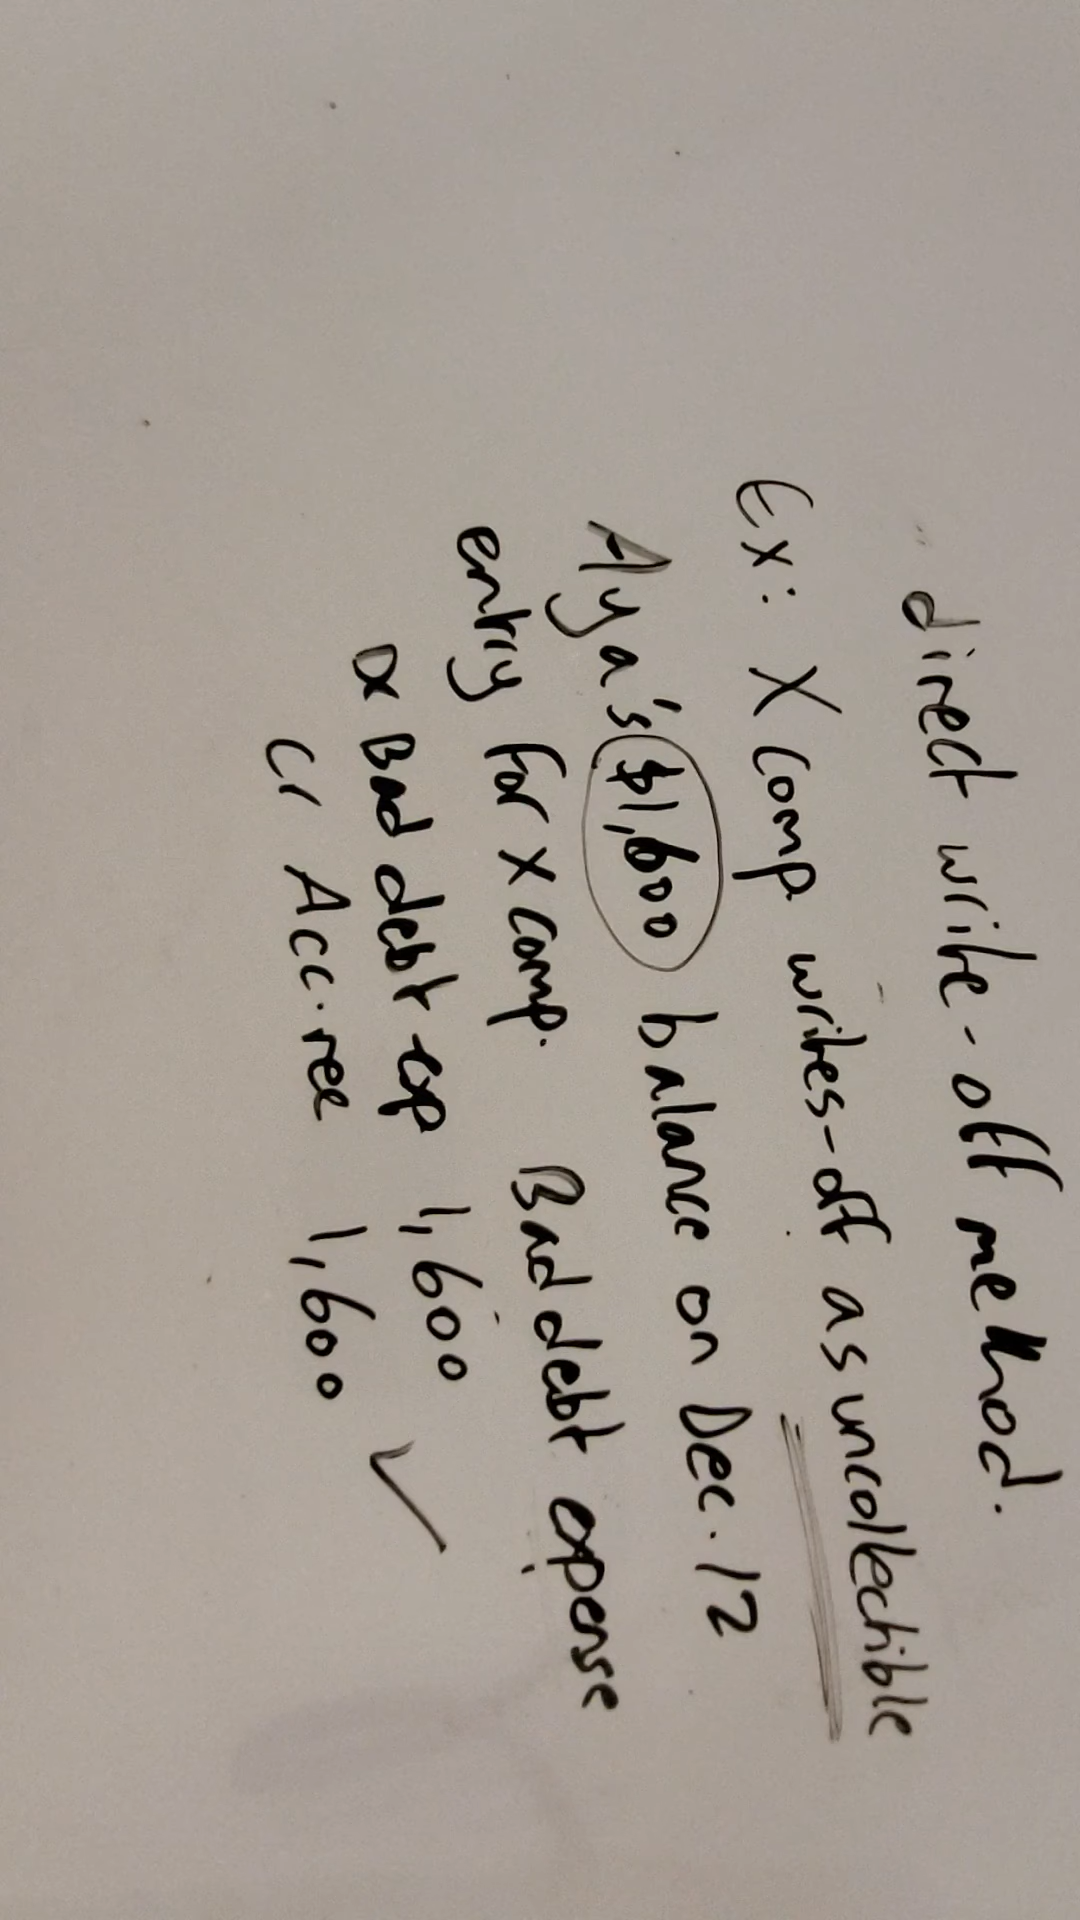 direct write-off method.
Ex: X comp writes-off as uncollectible
Aya's $1,600 balance on Dec. 12
entriy for X comp. Bad debt expense
Dr Bad debt exp 1,600
Cr Acc. rec 1,600